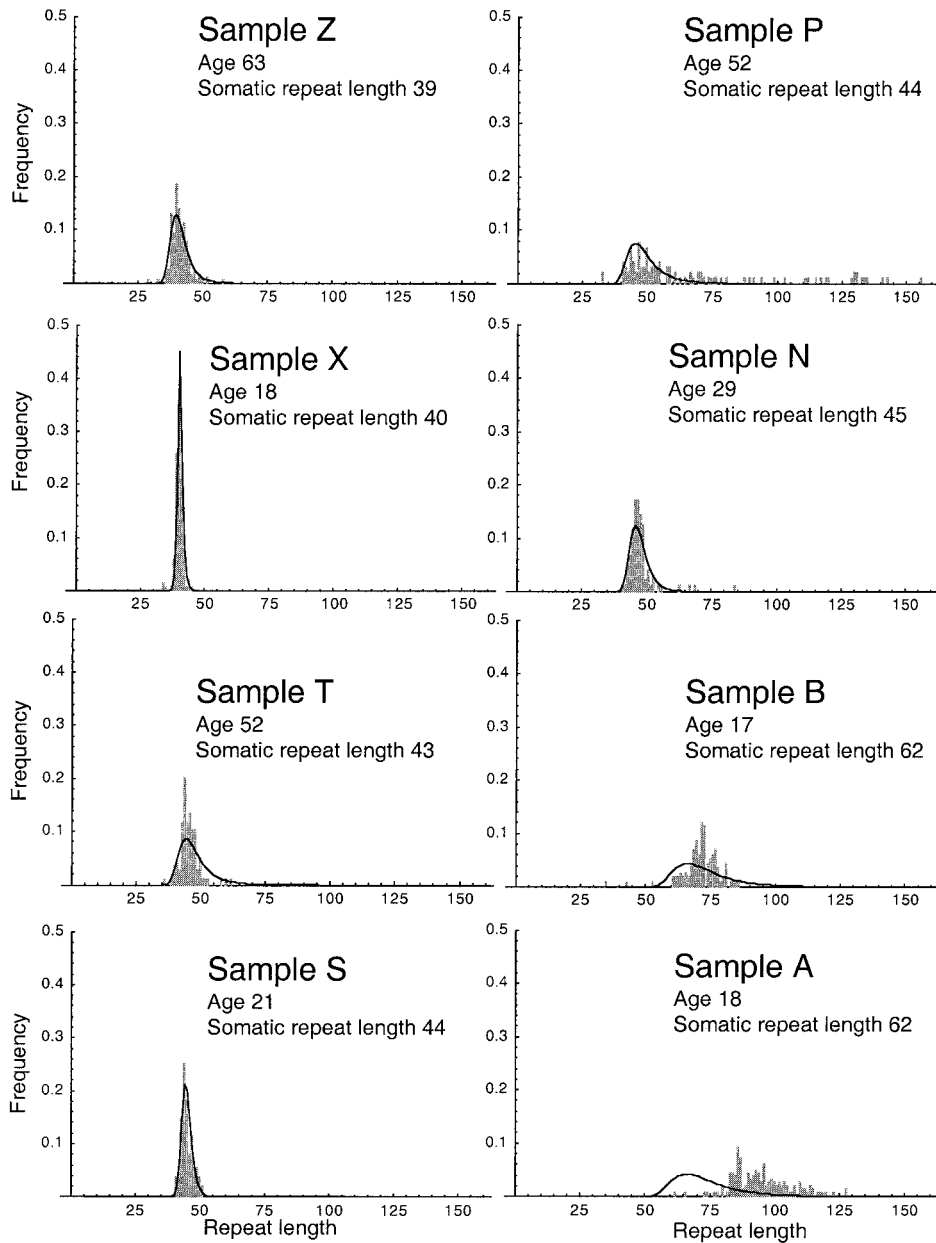 Sample Z
Age 63
Somatic repeat length 39
Frequency
0.5
0.4
0.3
0.2
0.1
25 50 75 100 125 150
Sample P
Age 52
Somatic repeat length 44
0.5
0.4
0.3
0.2
0.1
25 50 75 100 125 150
Sample X
Age 18
Somatic repeat length 40
Frequency
0.5
0.4
0.3
0.2
0.1
25 50 75 100 125 150
Sample N
Age 29
Somatic repeat length 45
0.5
0.4
0.3
0.2
0.1
25 50 75 100 125 150
Sample T
Age 52
Somatic repeat length 43
Frequency
0.5
0.4
0.3
0.2
0.1
25 50 75 100 125 150
Sample B
Age 17
Somatic repeat length 62
0.5
0.4
0.3
0.2
0.1
25 50 75 100 125 150
Sample S
Age 21
Somatic repeat length 44
Frequency
0.5
0.4
0.3
0.2
0.1
25 50 75 100 125 150
Repeat length
Sample A
Age 18
Somatic repeat length 62
0.5
0.4
0.3
0.2
0.1
25 50 75 100 125 150
Repeat length